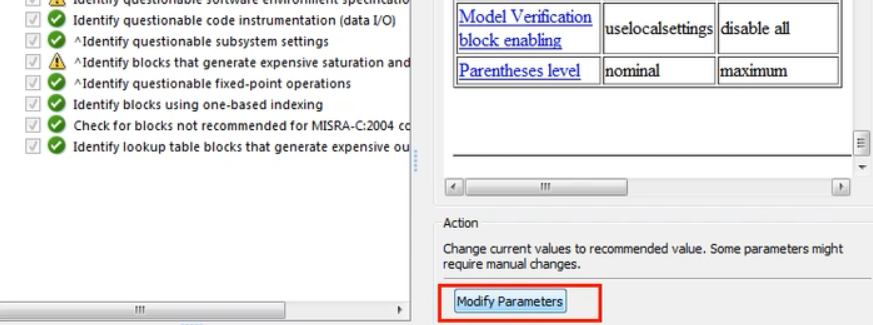 Identify questionable software environment specificatio
Identify questionable code instrumentation (data I/O)
^Identify questionable subsystem settings
^Identify blocks that generate expensive saturation and
^Identify questionable fixed-point operations
Identify blocks using one-based indexing
Check for blocks not recommended for MISRA-C:2004 co
Identify lookup table blocks that generate expensive ou
Model Verification
block enabling
uselocalsettings
disable all
Parentheses level
nominal
maximum
Action
Change current values to recommended value. Some parameters might
require manual changes.
Modify Parameters